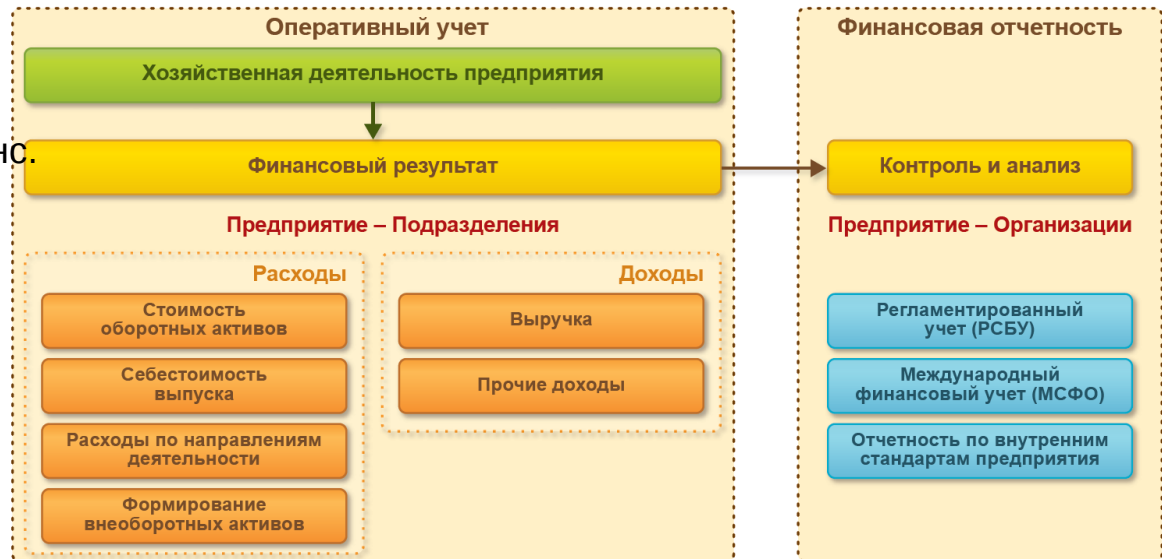 Оперативный учет
Хозяйственная деятельность предприятия
нс.
Финансовый результат
Предприятие – Подразделения
Расходы
Стоимость
оборотных активов
Себестоимость
выпуска
Расходы по направлениям
деятельности
Формирование
внеоборотных активов
Доходы
Выручка
Прочие доходы
Финансовая отчетность
Контроль и анализ
Предприятие – Организации
Регламентированный
учет (РСБУ)
Международный
финансовый учет (МСФО)
Отчетность по внутренним
стандартам предприятия